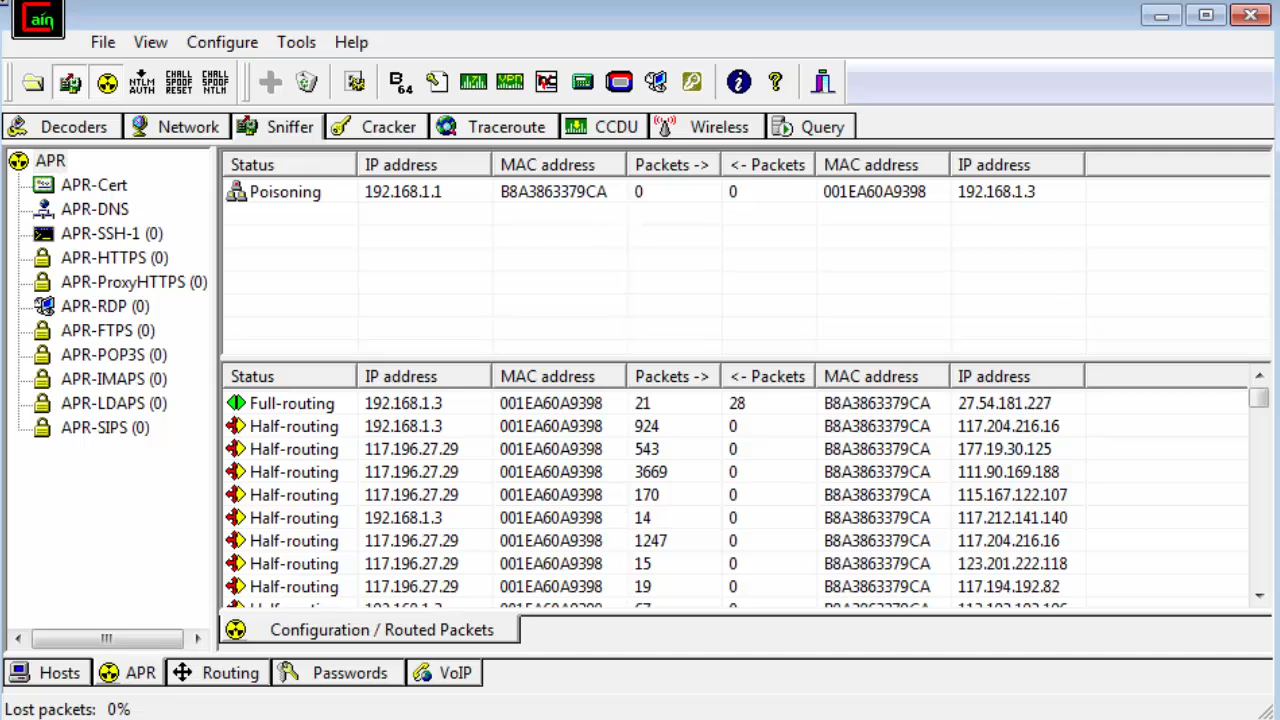 Cain
File View Configure Tools Help
NTLM AUTH CHALL SPOOF RESET CHALL SPOOF NTLM B 64
Decoders Network Sniffer Cracker Traceroute CCDU Wireless Query
APR
APR-Cert
APR-DNS
APR-SSH-1 (0)
APR-HTTPS (0)
APR-ProxyHTTPS (0)
APR-RDP (0)
APR-FTPS (0)
APR-POP3S (0)
APR-IMAPS (0)
APR-LDAPS (0)
APR-SIPS (0)
Status IP address MAC address Packets -> <- Packets MAC address IP address
Poisoning 192.168.1.1 B8A3863379CA 0 0 001EA60A9398 192.168.1.3
Status IP address MAC address Packets -> <- Packets MAC address IP address
Full-routing 192.168.1.3 001EA60A9398 21 28 B8A3863379CA 27.54.181.227
Half-routing 192.168.1.3 001EA60A9398 924 0 B8A3863379CA 117.204.216.16
Half-routing 117.196.27.29 001EA60A9398 543 0 B8A3863379CA 177.19.30.125
Half-routing 117.196.27.29 001EA60A9398 3669 0 B8A3863379CA 111.90.169.188
Half-routing 117.196.27.29 001EA60A9398 170 0 B8A3863379CA 115.167.122.107
Half-routing 192.168.1.3 001EA60A9398 14 0 B8A3863379CA 117.212.141.140
Half-routing 117.196.27.29 001EA60A9398 1247 0 B8A3863379CA 117.204.216.16
Half-routing 117.196.27.29 001EA60A9398 15 0 B8A3863379CA 123.201.222.118
Half-routing 117.196.27.29 001EA60A9398 19 0 B8A3863379CA 117.194.192.82
Configuration / Routed Packets
Hosts APR Routing Passwords VoIP
Lost packets: 0%